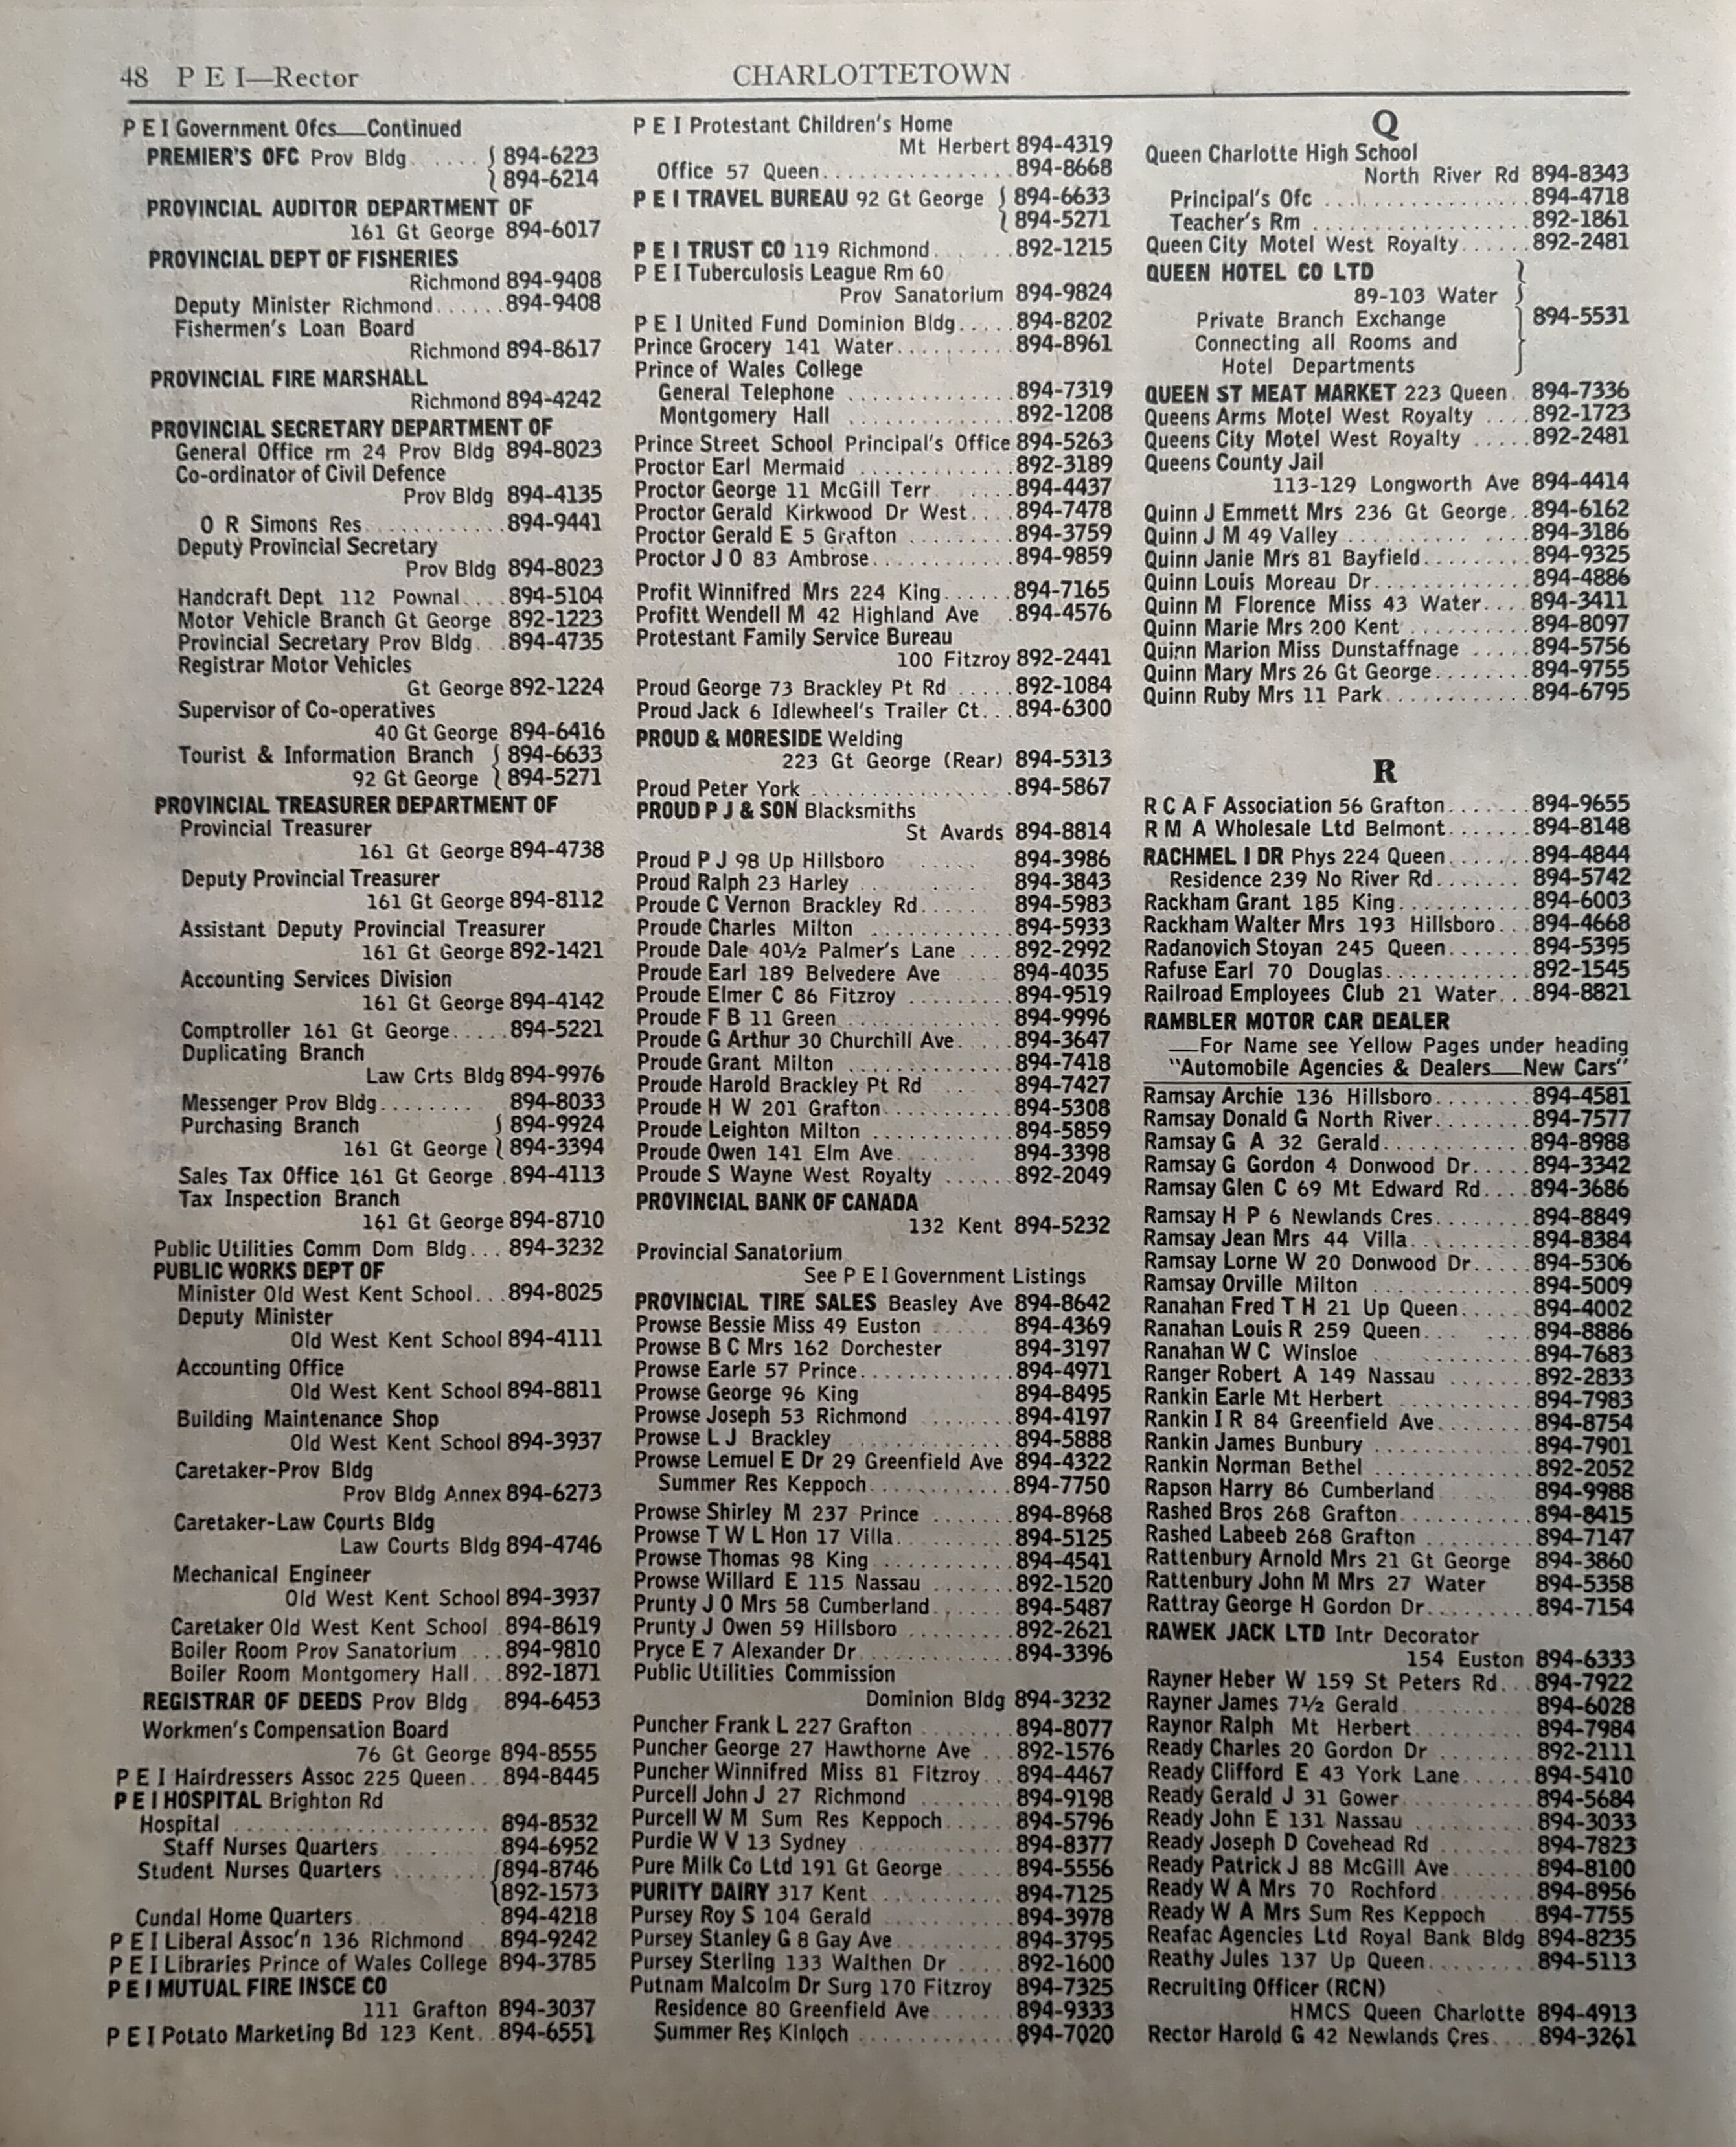 48 P E I—Rector
CHARLOTTETOWN
P E I Government Ofcs—Continued
PREMIER'S OFC Prov Bldg ..... { 894-6223
{ 894-6214
PROVINCIAL AUDITOR DEPARTMENT OF
161 Gt George 894-6017
PROVINCIAL DEPT OF FISHERIES
Richmond 894-9408
Deputy Minister Richmond......894-9408
Fishermen's Loan Board
Richmond 894-8617
PROVINCIAL FIRE MARSHALL
Richmond 894-4242
PROVINCIAL SECRETARY DEPARTMENT OF
General Office rm 24 Prov Bldg 894-8023
Co-ordinator of Civil Defence
Prov Bldg 894-4135
O R Simons Res...........894-9441
Deputy Provincial Secretary
Prov Bldg 894-8023
Handcraft Dept 112 Pownal....894-5104
Motor Vehicle Branch Gt George 892-1223
Provincial Secretary Prov Bldg...894-4735
Registrar Motor Vehicles
Gt George 892-1224
Supervisor of Co-operatives
40 Gt George 894-6416
Tourist & Information Branch { 894-6633
92 Gt George { 894-5271
PROVINCIAL TREASURER DEPARTMENT OF
Provincial Treasurer
161 Gt George 894-4738
Deputy Provincial Treasurer
161 Gt George 894-8112
Assistant Deputy Provincial Treasurer
161 Gt George 892-1421
Accounting Services Division
161 Gt George 894-4142
Comptroller 161 Gt George.....894-5221
Duplicating Branch
Law Crts Bldg 894-9976
Messenger Prov Bldg......... 894-8033
Purchasing Branch { 894-9924
161 Gt George { 894-3394
Sales Tax Office 161 Gt George .894-4113
Tax Inspection Branch
161 Gt George 894-8710
Public Utilities Comm Dom Bldg... 894-3232
PUBLIC WORKS DEPT OF
Minister Old West Kent School...894-8025
Deputy Minister
Old West Kent School 894-4111
Accounting Office
Old West Kent School 894-8811
Building Maintenance Shop
Old West Kent School 894-3937
Caretaker-Prov Bldg
Prov Bldg Annex 894-6273
Caretaker-Law Courts Bldg
Law Courts Bldg 894-4746
Mechanical Engineer
Old West Kent School 894-3937
Caretaker Old West Kent School .894-8619
Boiler Room Prov Sanatorium ....894-9810
Boiler Room Montgomery Hall...892-1871
REGISTRAR OF DEEDS Prov Bldg . 894-6453
Workmen's Compensation Board
76 Gt George 894-8555
P E I Hairdressers Assoc 225 Queen...894-8445
P E I HOSPITAL Brighton Rd
Hospital ....................894-8532
Staff Nurses Quarters ........894-6952
Student Nurses Quarters ........{894-8746
{892-1573
Cundal Home Quarters. 894-4218
P E I Liberal Assoc'n 136 Richmond...894-9242
P E I Libraries Prince of Wales College 894-3785
P E I MUTUAL FIRE INSCE CO
111 Grafton 894-3037
P E I Potato Marketing Bd 123 Kent..894-6551
P E I Protestant Children's Home
Mt Herbert 894-4319
Office 57 Queen................894-8668
P E I TRAVEL BUREAU 92 Gt George { 894-6633
{ 894-5271
P E I TRUST CO 119 Richmond.......892-1215
P E I Tuberculosis League Rm 60
Prov Sanatorium 894-9824
P E I United Fund Dominion Bldg.....894-8202
Prince Grocery 141 Water..........894-8961
Prince of Wales College
General Telephone ..............894-7319
Montgomery Hall ..............892-1208
Prince Street School Principal's Office 894-5263
Proctor Earl Mermaid ............892-3189
Proctor George 11 McGill Terr.......894-4437
Proctor Gerald Kirkwood Dr West....894-7478
Proctor Gerald E 5 Grafton .........894-3759
Proctor J O 83 Ambrose............894-9859
Profit Winnifred Mrs 224 King......894-7165
Profitt Wendell M 42 Highland Ave .894-4576
Protestant Family Service Bureau
100 Fitzroy 892-2441
Proud George 73 Brackley Pt Rd .....892-1084
Proud Jack 6 Idlewheel's Trailer Ct...894-6300
PROUD & MORESIDE Welding
223 Gt George (Rear) 894-5313
Proud Peter York ................894-5867
PROUD P J & SON Blacksmiths
St Avards 894-8814
Proud P J 98 Up Hillsboro ...... 894-3986
Proud Ralph 23 Harley .......... 894-3843
Proude C Vernon Brackley Rd.......894-5983
Proude Charles Milton ............894-5933
Proude Dale 40½ Palmer's Lane ....892-2992
Proude Earl 189 Belvedere Ave .....894-4035
Proude Elmer C 86 Fitzroy .........894-9519
Proude F B 11 Green .............894-9996
Proude G Arthur 30 Churchill Ave.....894-3647
Proude Grant Milton ..............894-7418
Proude Harold Brackley Pt Rd ......894-7427
Proude H W 201 Grafton...........894-5308
Proude Leighton Milton ............894-5859
Proude Owen 141 Elm Ave......... 894-3398
Proude S Wayne West Royalty ......892-2049
PROVINCIAL BANK OF CANADA
132 Kent 894-5232
Provincial Sanatorium
See P E I Government Listings
PROVINCIAL TIRE SALES Beasley Ave 894-8642
Prowse Bessie Miss 49 Euston ......894-4369
Prowse B C Mrs 162 Dorchester 894-3197
Prowse Earle 57 Prince.............894-4971
Prowse George 96 King 894-8495
Prowse Joseph 53 Richmond ........894-4197
Prowse L J Brackley ..............894-5888
Prowse Lemuel E Dr 29 Greenfield Ave 894-4322
Summer Res Keppoch............894-7750
Prowse Shirley M 237 Prince .......894-8968
Prowse T W L Hon 17 Villa..........894-5125
Prowse Thomas 98 King ...........894-4541
Prowse Willard E 115 Nassau .......892-1520
Prunty J O Mrs 58 Cumberland......894-5487
Prunty J Owen 59 Hillsboro .........892-2621
Pryce E 7 Alexander Dr.............894-3396
Public Utilities Commission
Dominion Bldg 894-3232
Puncher Frank L 227 Grafton .......894-8077
Puncher George 27 Hawthorne Ave ...892-1576
Puncher Winnifred Miss 81 Fitzroy...894-4467
Purcell John J 27 Richmond ........894-9198
Purcell W M Sum Res Keppoch......894-5796
Purdie W V 13 Sydney ............894-8377
Pure Milk Co Ltd 191 Gt George.....894-5556
PURITY DAIRY 317 Kent............894-7125
Pursey Roy S 104 Gerald ..........894-3978
Pursey Stanley G 8 Gay Ave.........894-3795
Pursey Sterling 133 Walthen Dr .....892-1600
Putnam Malcolm Dr Surg 170 Fitzroy 894-7325
Residence 80 Greenfield Ave.......894-9333
Summer Res Kinloch ............894-7020
Q
Queen Charlotte High School
North River Rd 894-8343
Principal's Ofc ................894-4718
Teacher's Rm .................892-1861
Queen City Motel West Royalty......892-2481
QUEEN HOTEL CO LTD
89-103 Water
Private Branch Exchange } 894-5531
Connecting all Rooms and
Hotel Departments
QUEEN ST MEAT MARKET 223 Queen. 894-7336
Queens Arms Motel West Royalty ....892-1723
Queens City Motel West Royalty .....892-2481
Queens County Jail
113-129 Longworth Ave 894-4414
Quinn J Emmett Mrs 236 Gt George..894-6162
Quinn J M 49 Valley .......... ....894-3186
Quinn Janie Mrs 81 Bayfield.........894-9325
Quinn Louis Moreau Dr.............894-4886
Quinn M Florence Miss 43 Water....894-3411
Quinn Marie Mrs 200 Kent ..........894-8097
Quinn Marion Miss Dunstaffnage .....894-5756
Quinn Mary Mrs 26 Gt George........894-9755
Quinn Ruby Mrs 11 Park............894-6795
R
R C A F Association 56 Grafton.......894-9655
R M A Wholesale Ltd Belmont.......894-8148
RACHMEL I DR Phys 224 Queen.......894-4844
Residence 239 No River Rd.......894-5742
Rackham Grant 185 King...........894-6003
Rackham Walter Mrs 193 Hillsboro...894-4668
Radanovich Stoyan 245 Queen.......894-5395
Rafuse Earl 70 Douglas............892-1545
Railroad Employees Club 21 Water...894-8821
RAMBLER MOTOR CAR DEALER
—For Name see Yellow Pages under heading
"Automobile Agencies & Dealers—New Cars"
Ramsay Archie 136 Hillsboro........894-4581
Ramsay Donald G North River........894-7577
Ramsay G A 32 Gerald............894-8988
Ramsay G Gordon 4 Donwood Dr.....894-3342
Ramsay Glen C 69 Mt Edward Rd....894-3686
Ramsay H P 6 Newlands Cres........894-8849
Ramsay Jean Mrs 44 Villa..........894-8384
Ramsay Lorne W 20 Donwood Dr.....894-5306
Ramsay Orville Milton .............894-5009
Ranahan Fred T H 21 Up Queen......894-4002
Ranahan Louis R 259 Queen... ....894-8886
Ranahan W C Winsloe ............894-7683
Ranger Robert A 149 Nassau .......892-2833
Rankin Earle Mt Herbert ...........894-7983
Rankin I R 84 Greenfield Ave........894-8754
Rankin James Bunbury ............894-7901
Rankin Norman Bethel ............892-2052
Rapson Harry 86 Cumberland.......894-9988
Rashed Bros 268 Grafton..........894-8415
Rashed Labeeb 268 Grafton .........894-7147
Rattenbury Arnold Mrs 21 Gt George 894-3860
Rattenbury John M Mrs 27 Water 894-5358
Rattray George H Gordon Dr.........894-7154
RAWEK JACK LTD Intr Decorator
154 Euston 894-6333
Rayner Heber W 159 St Peters Rd...894-7922
Rayner James 7½ Gerald...........894-6028
Raynor Ralph Mt Herbert...........894-7984
Ready Charles 20 Gordon Dr ........892-2111
Ready Clifford E 43 York Lane......894-5410
Ready Gerald J 31 Gower...........894-5684
Ready John E 131 Nassau ..........894-3033
Ready Joseph D Covehead Rd .......894-7823
Ready Patrick J 88 McGill Ave.......894-8100
Ready W A Mrs 70 Rochford.........894-8956
Ready W A Mrs Sum Res Keppoch 894-7755
Reafac Agencies Ltd Royal Bank Bldg 894-8235
Reathy Jules 137 Up Queen.........894-5113
Recruiting Officer (RCN)
HMCS Queen Charlotte 894-4913
Rector Harold G 42 Newlands Cres....894-3261